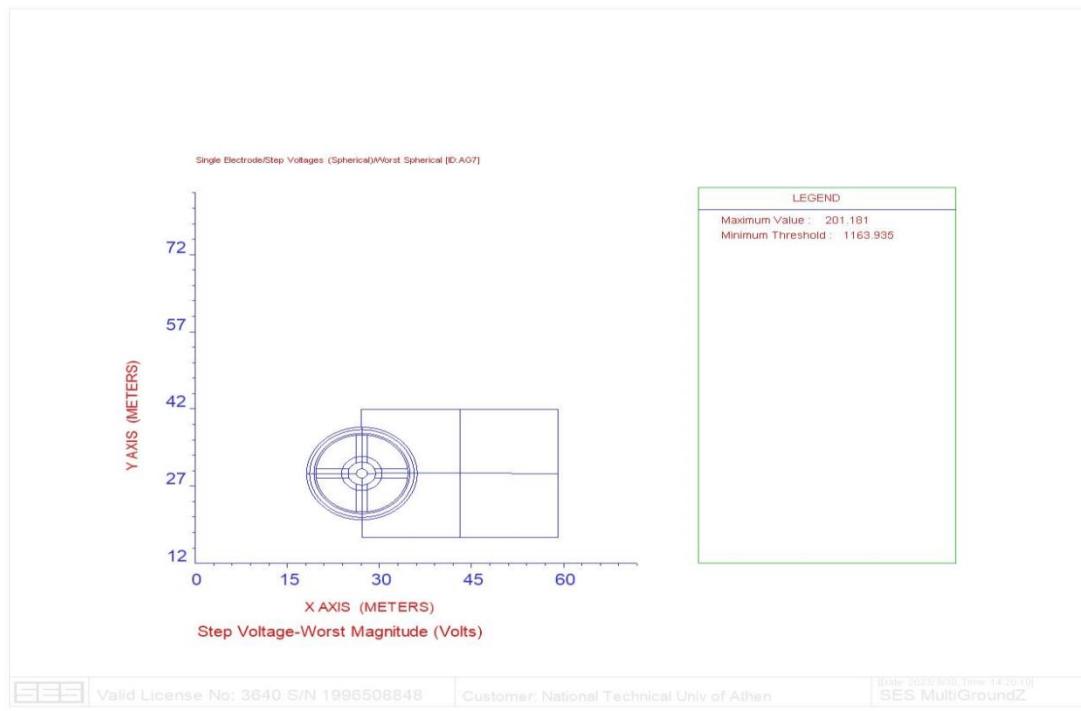 Single Electrode/Step Voltages (Spherical)/Worst Spherical [ID:AG7]
LEGEND
Maximum Value : 201.181
Minimum Threshold : 1163.935
72
57
42
27
12
Y AXIS (METERS)
0 15 30 45 60
X AXIS (METERS)
Step Voltage-Worst Magnitude (Volts)
SES Valid License No: 3640 S/N 1996508848 Customer: National Technical Univ of Athen
SES MultiGroundZ